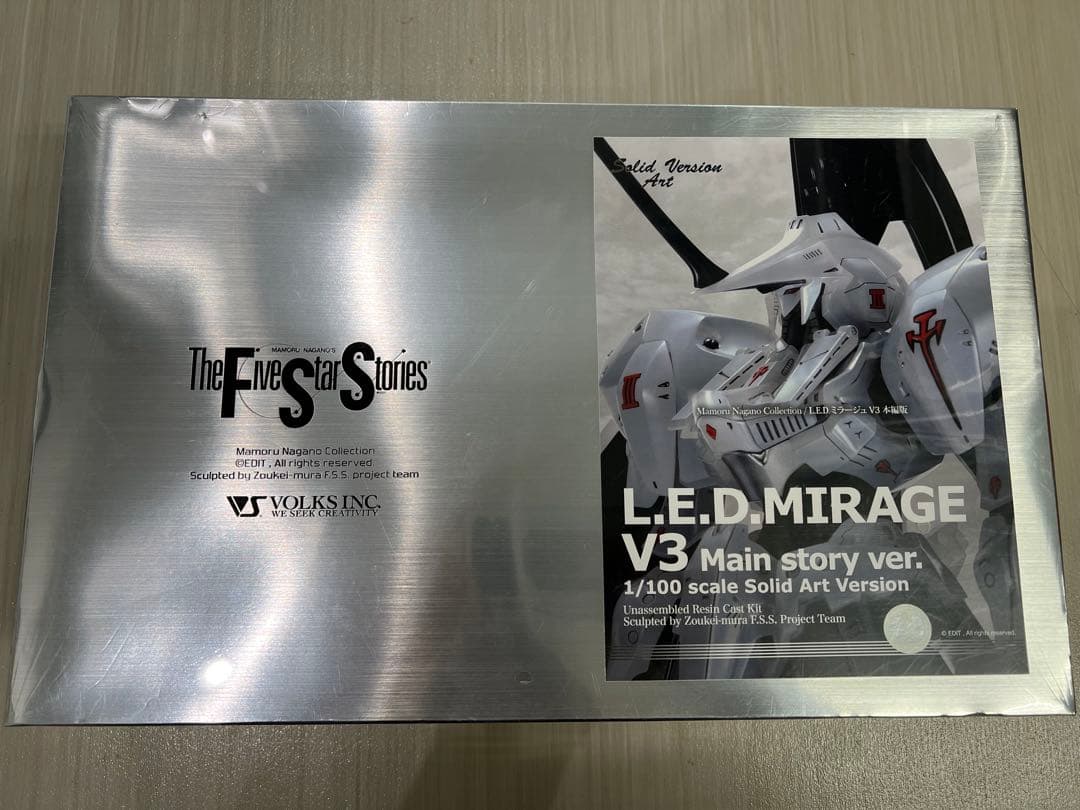 MAMORU NAGANO'S
The Five Star Stories
Mamoru Nagano Collection
©EDIT , All rights reserved.
Sculpted by Zoukei-mura F.S.S. project team
VS. VOLKS INC.
WE SEEK CREATIVITY
Solid Version
Art
II
III
Mamoru Nagano Collection / L.E.D ミラージュ V3 本編版
L.E.D.MIRAGE
V3 Main story ver.
1/100 scale Solid Art Version
Unassembled Resin Cast Kit
Sculpted by Zoukei-mura F.S.S. Project Team
© EDIT , All rights reserved.